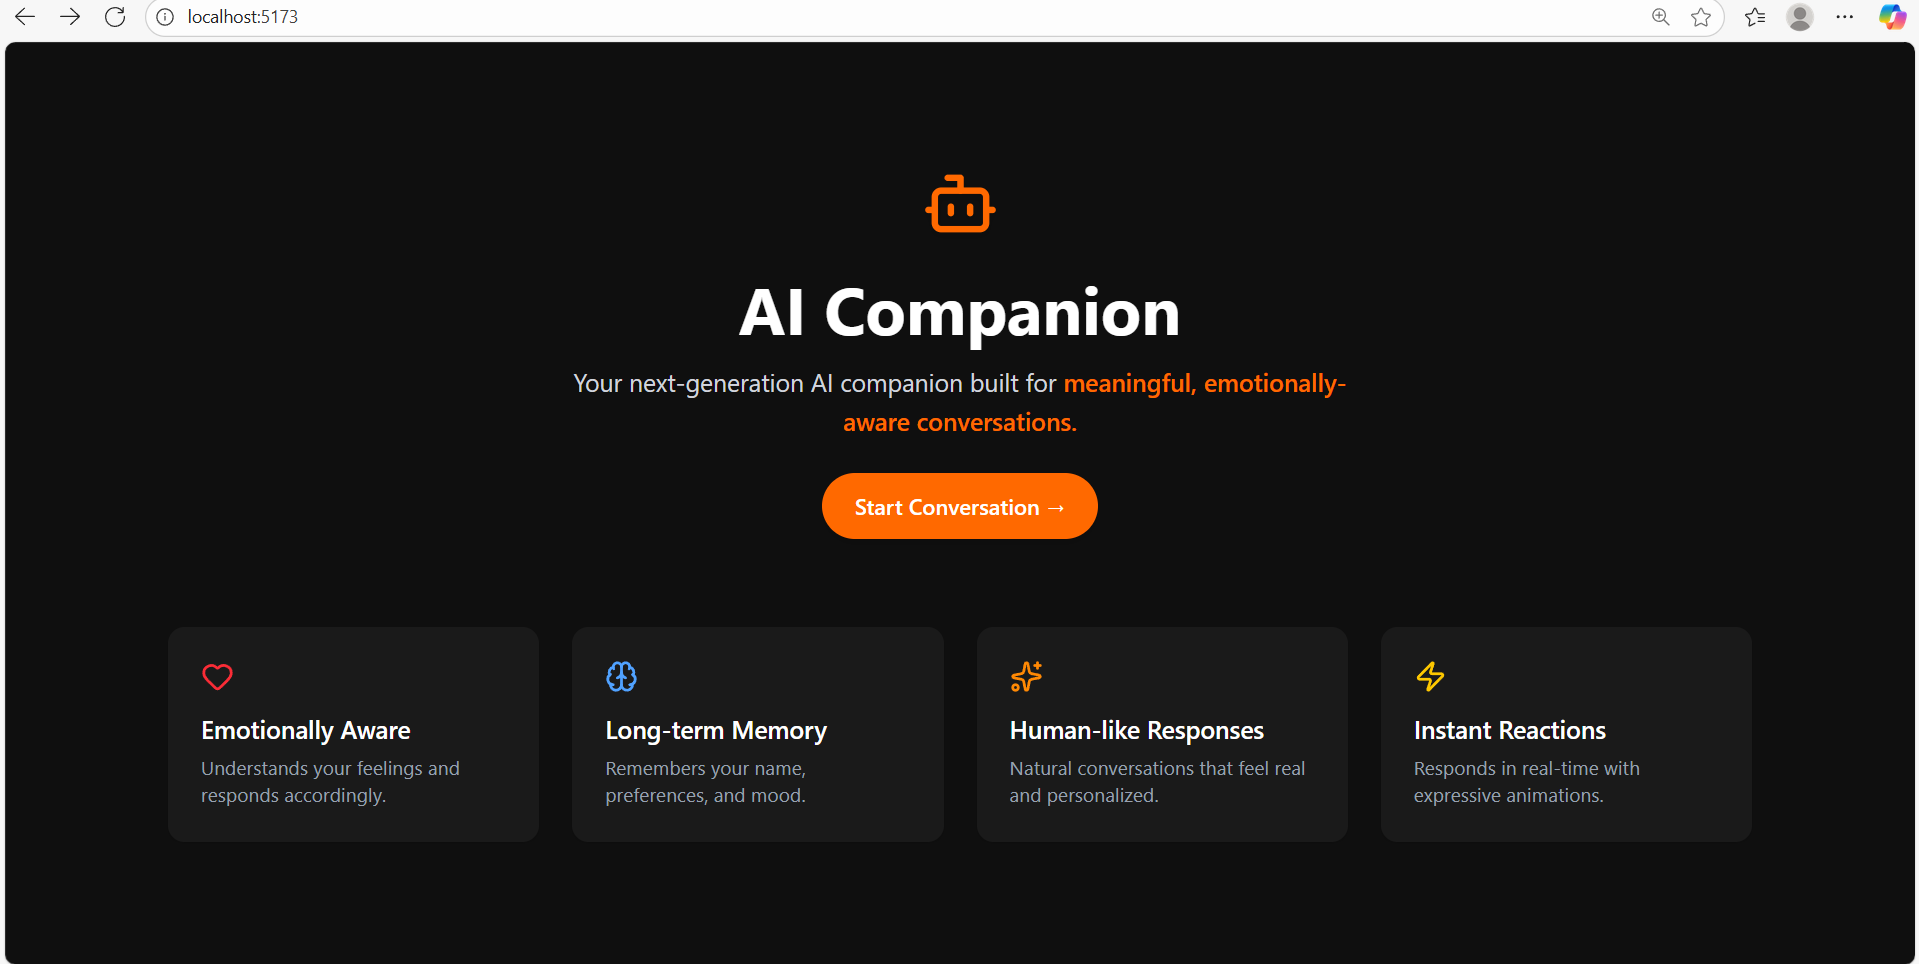 localhost:5173
AI Companion
Your next-generation AI companion built for meaningful, emotionally-
aware conversations.
Start Conversation →
Emotionally Aware
Understands your feelings and
responds accordingly.
Long-term Memory
Remembers your name,
preferences, and mood.
Human-like Responses
Natural conversations that feel real
and personalized.
Instant Reactions
Responds in real-time with
expressive animations.